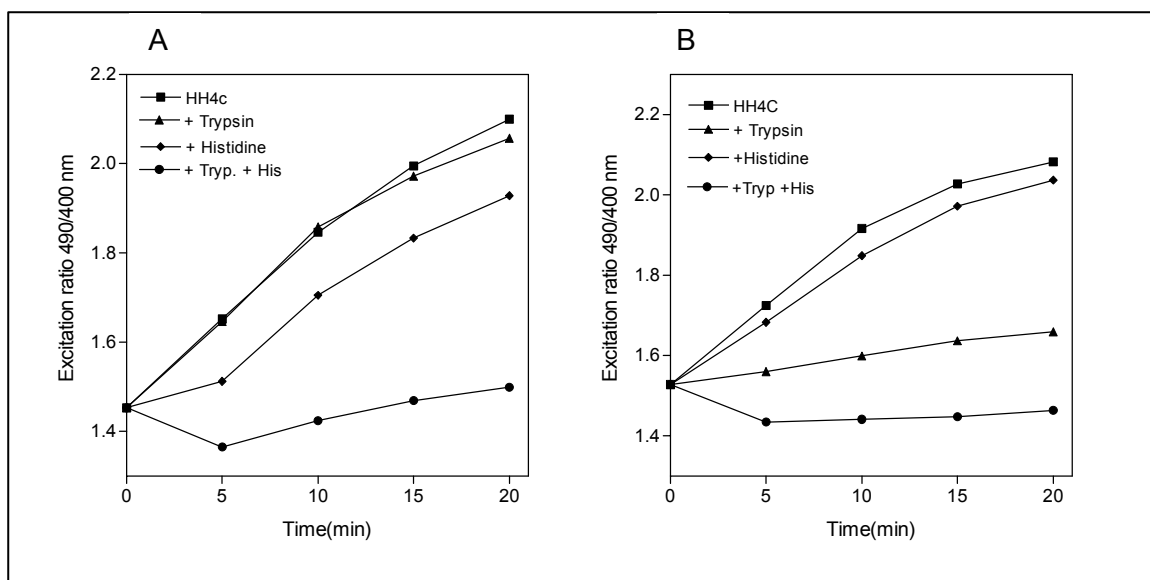 A
2.2
2.0
1.8
1.6
1.4
Excitation ratio 490/400 nm
HH4c
+ Trypsin
+ Histidine
+ Tryp. + His
0 5 10 15 20
Time(min)
B
2.2
2.0
1.8
1.6
1.4
Excitation ratio 490/400 nm
HH4C
+ Trypsin
+Histidine
+Tryp +His
0 5 10 15 20
Time(min)